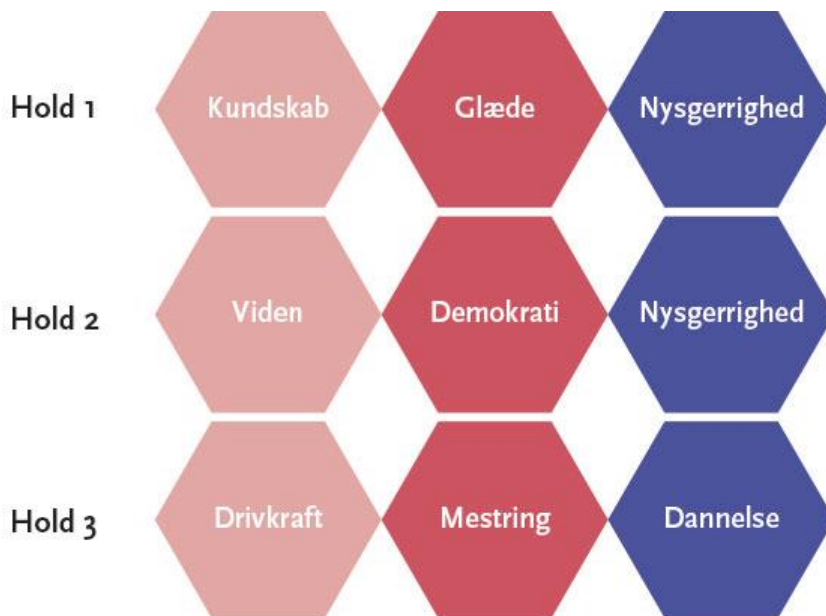 Hold 1 Kundskab Glæde Nysgerrighed
Hold 2 Viden Demokrati Nysgerrighed
Hold 3 Drivkraft Mestring Dannelse